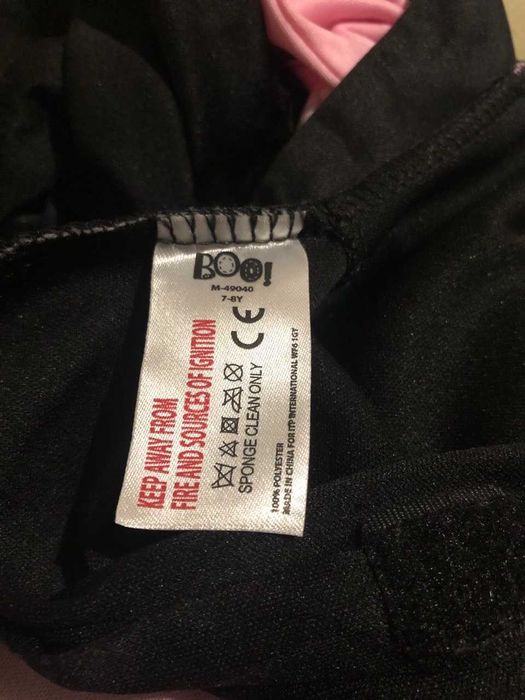 BOO!
M-49040
7-8Y
CE
KEEP AWAY FROM
FIRE AND SOURCES OF IGNITION
SPONGE CLEAN ONLY
100% POLYESTER
MADE IN CHINA FOR ITP INTERNATIONAL WF6 1GY